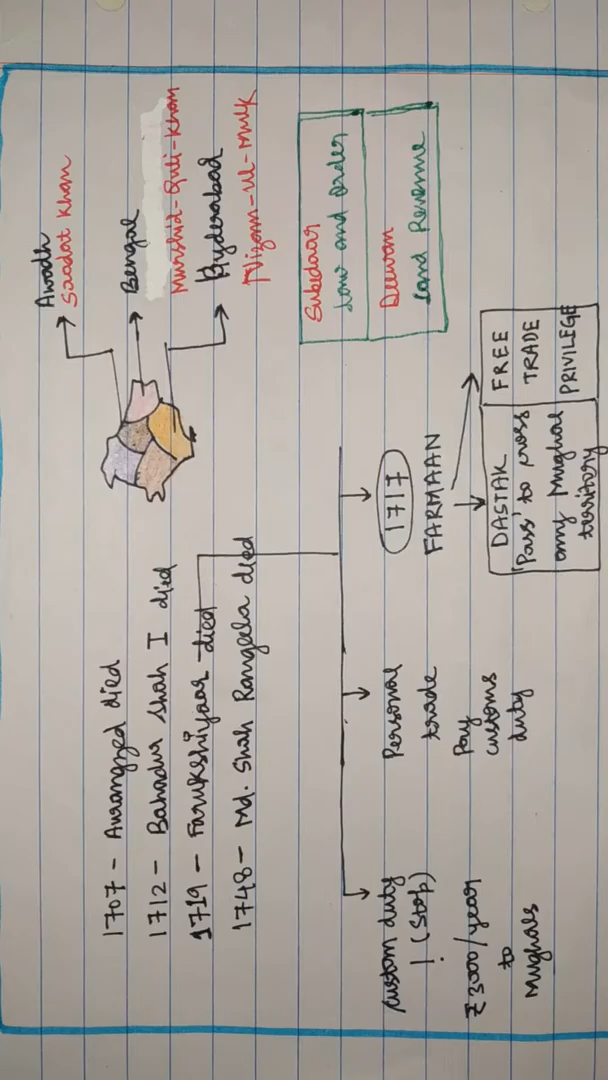 1707 - Aurangzed died
1712 - Bahadur Shah I died
1719 - Farukshiyaar died
1748 - Md. Shah Rangeela died
Awadh
Saadat Khan
Bengal
Murshid-Quli-Khan
Hyderabad
Nizam-ul-Mulk
Subedaar
Law and Order
Deewan
Land Revenue
Custom duty
! (Stop)
₹3000/year
to
Mughals
Personal
trade
Pay
customs
duty
1717
FARMAAN
DASTAK
'Pass' to cross
any Mughal
territory
FREE
TRADE
PRIVILEGE